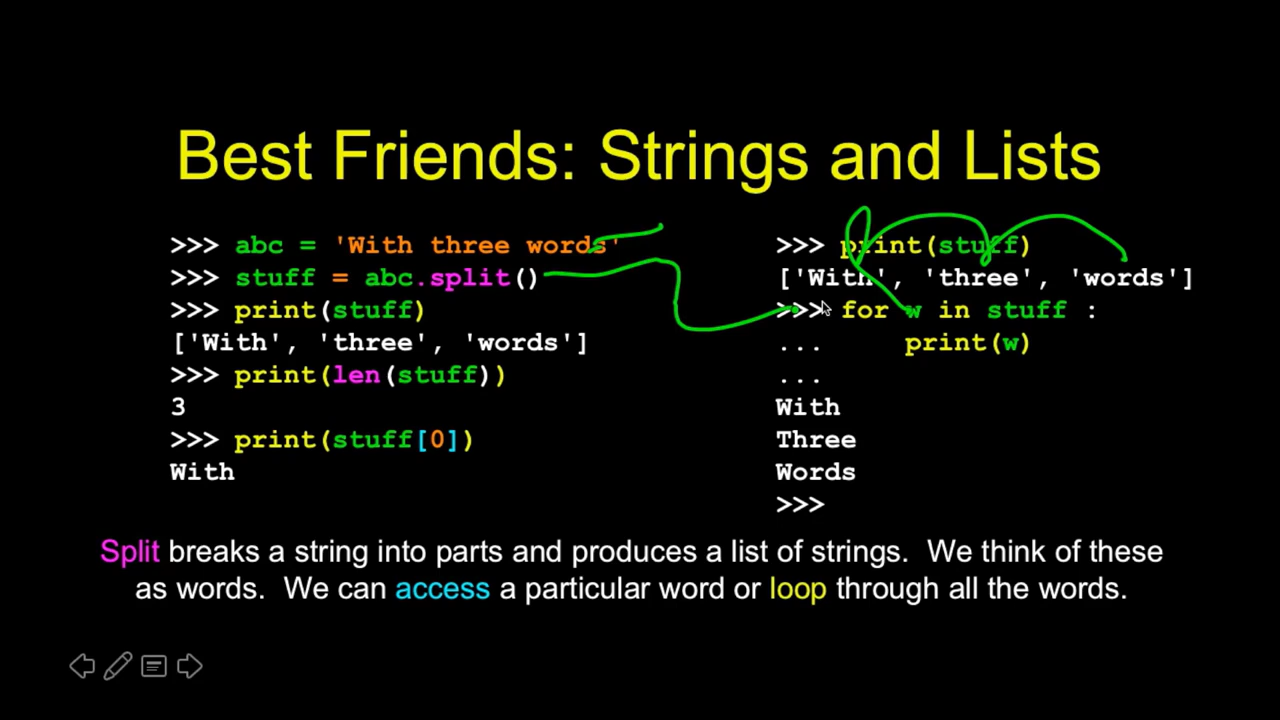 Best Friends: Strings and Lists
>>> abc = 'With three words'
>>> stuff = abc.split()
>>> print(stuff)
['With', 'three', 'words']
>>> print(len(stuff))
3
>>> print(stuff[0])
With
>>> print(stuff)
['With', 'three', 'words']
>>> for w in stuff :
...     print(w)
...
With
Three
Words
>>>
Split breaks a string into parts and produces a list of strings.  We think of these
as words.  We can access a particular word or loop through all the words.